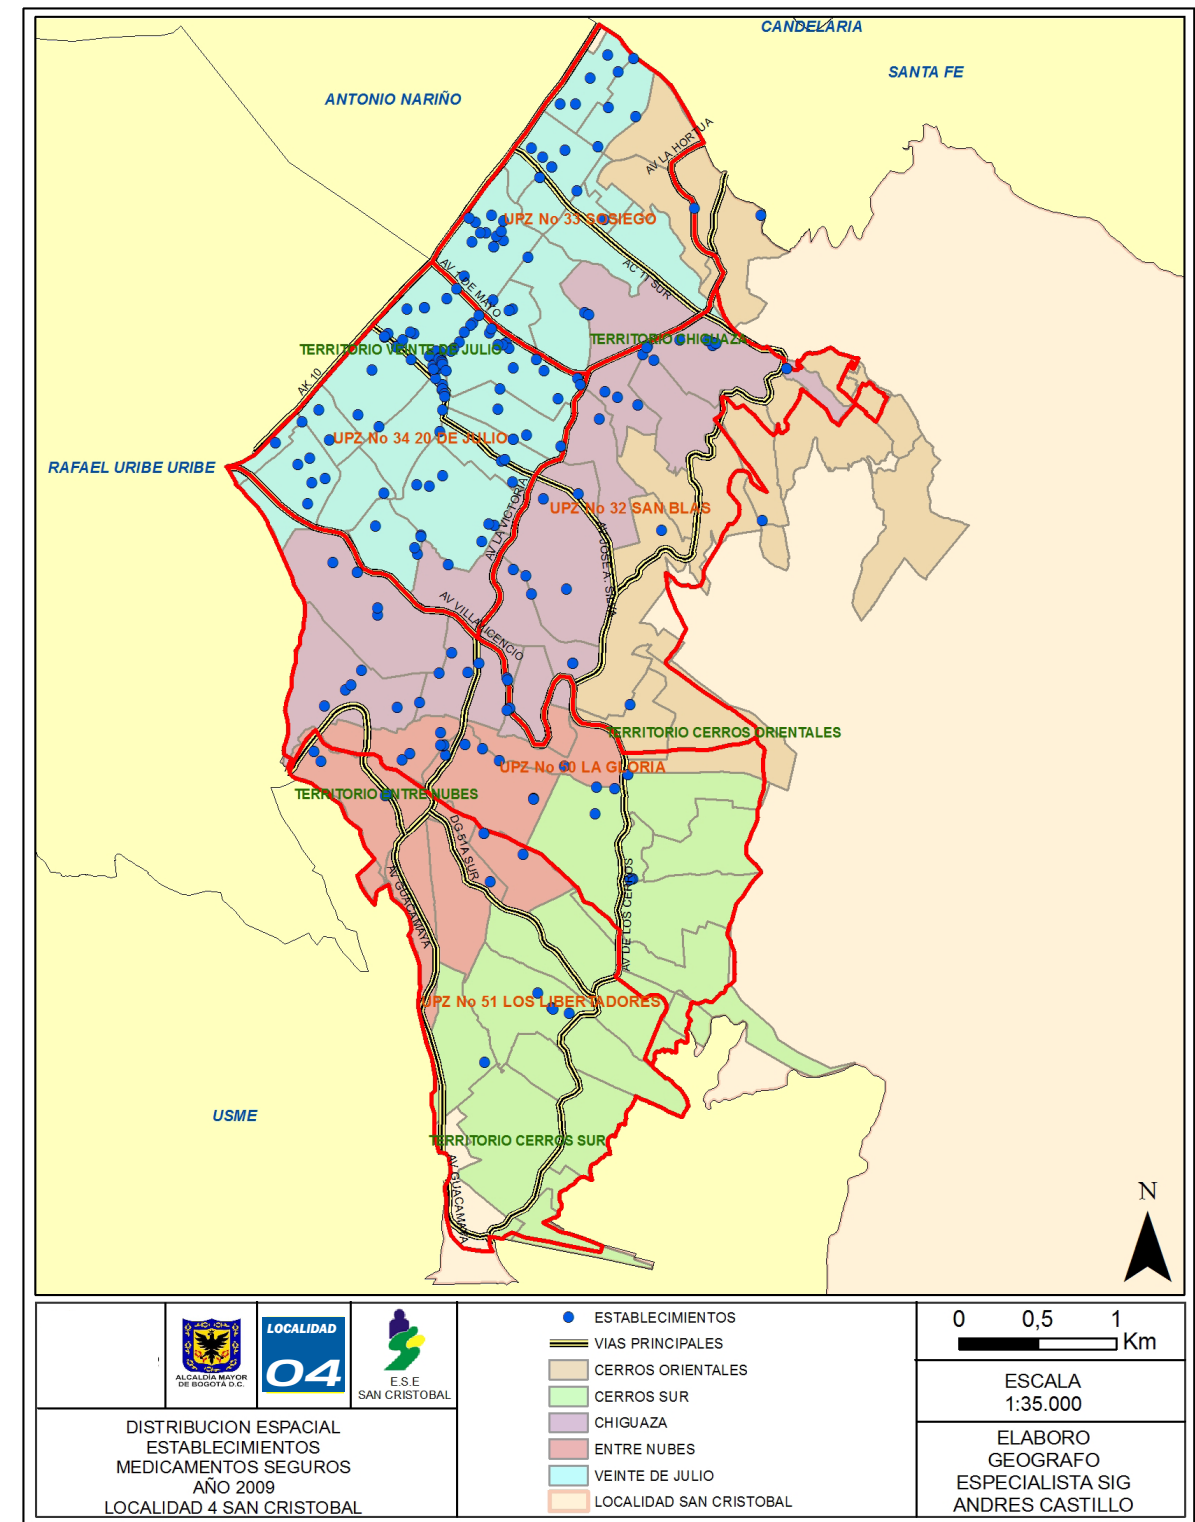 CANDELARIA
SANTA FE
ANTONIO NARIÑO
AV LA HORTUA
UPZ No 33 SOSIEGO
AC 11 SUR
AV 1 DE MAYO
TERRITORIO CHIGUAZA
TERRITORIO VEINTE DE JULIO
AK 10
UPZ No 34 20 DE JULIO
RAFAEL URIBE URIBE
AV LA VICTORIA
UPZ No 32 SAN BLAS
AV JOSE A. SILVA
AV VILLAVICENCIO
TERRITORIO CERROS ORIENTALES
UPZ No 50 LA GLORIA
TERRITORIO ENTRE NUBES
DG 51A SUR
AV GUACAMAYA
AV DE LOS CERROS
UPZ No 51 LOS LIBERTADORES
USME
TERRITORIO CERROS SUR
AV GUACAMAYA
N
ALCALDIA MAYOR
DE BOGOTÁ D.C.
LOCALIDAD
04
E.S.E
SAN CRISTOBAL
DISTRIBUCION ESPACIAL
ESTABLECIMIENTOS
MEDICAMENTOS SEGUROS
AÑO 2009
LOCALIDAD 4 SAN CRISTOBAL
ESTABLECIMIENTOS
VIAS PRINCIPALES
CERROS ORIENTALES
CERROS SUR
CHIGUAZA
ENTRE NUBES
VEINTE DE JULIO
LOCALIDAD SAN CRISTOBAL
0 0,5 1
Km
ESCALA
1:35.000
ELABORO
GEOGRAFO
ESPECIALISTA SIG
ANDRES CASTILLO